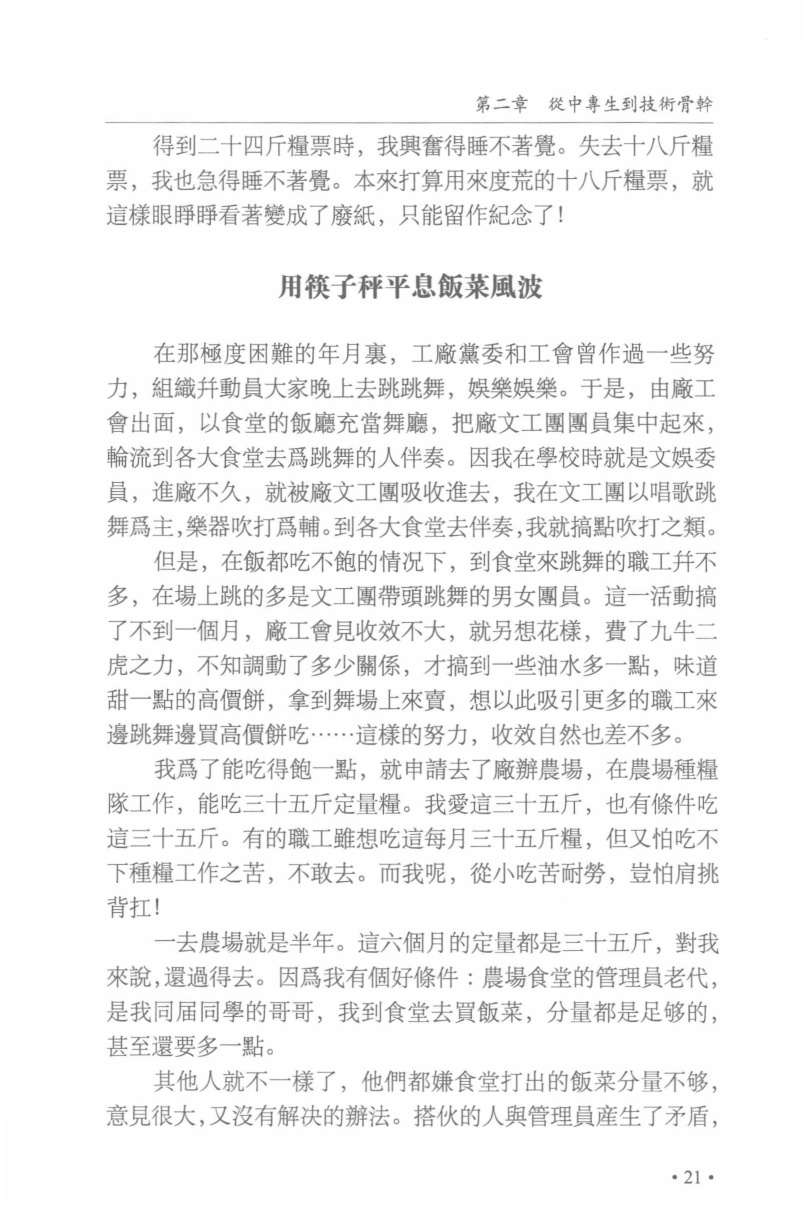 第二章　從中專生到技術骨幹
得到二十四斤糧票時，我興奮得睡不著覺。失去十八斤糧
票，我也急得睡不著覺。本來打算用來度荒的十八斤糧票，就
這樣眼睜睜看著變成了廢紙，只能留作紀念了！
用筷子秤平息飯菜風波
在那極度困難的年月裏，工廠黨委和工會曾作過一些努
力，組織幷動員大家晚上去跳跳舞，娛樂娛樂。于是，由廠工
會出面，以食堂的飯廳充當舞廳，把廠文工團團員集中起來，
輪流到各大食堂去爲跳舞的人伴奏。因我在學校時就是文娛委
員，進廠不久，就被廠文工團吸收進去，我在文工團以唱歌跳
舞爲主，樂器吹打爲輔。到各大食堂去伴奏，我就搞點吹打之類。
但是，在飯都吃不飽的情況下，到食堂來跳舞的職工幷不
多，在場上跳的多是文工團帶頭跳舞的男女團員。這一活動搞
了不到一個月，廠工會見收效不大，就另想花樣，費了九牛二
虎之力，不知調動了多少關係，才搞到一些油水多一點，味道
甜一點的高價餅，拿到舞場上來賣，想以此吸引更多的職工來
邊跳舞邊買高價餅吃……這樣的努力，收效自然也差不多。
我爲了能吃得飽一點，就申請去了廠辦農場，在農場種糧
隊工作，能吃三十五斤定量糧。我愛這三十五斤，也有條件吃
這三十五斤。有的職工雖想吃這每月三十五斤糧，但又怕吃不
下種糧工作之苦，不敢去。而我呢，從小吃苦耐勞，豈怕肩挑
背扛！
一去農場就是半年。這六個月的定量都是三十五斤，對我
來說，還過得去。因爲我有個好條件：農場食堂的管理員老代，
是我同届同學的哥哥，我到食堂去買飯菜，分量都是足够的，
甚至還要多一點。
其他人就不一樣了，他們都嫌食堂打出的飯菜分量不够，
意見很大，又沒有解决的辦法。搭伙的人與管理員産生了矛盾，
·21·